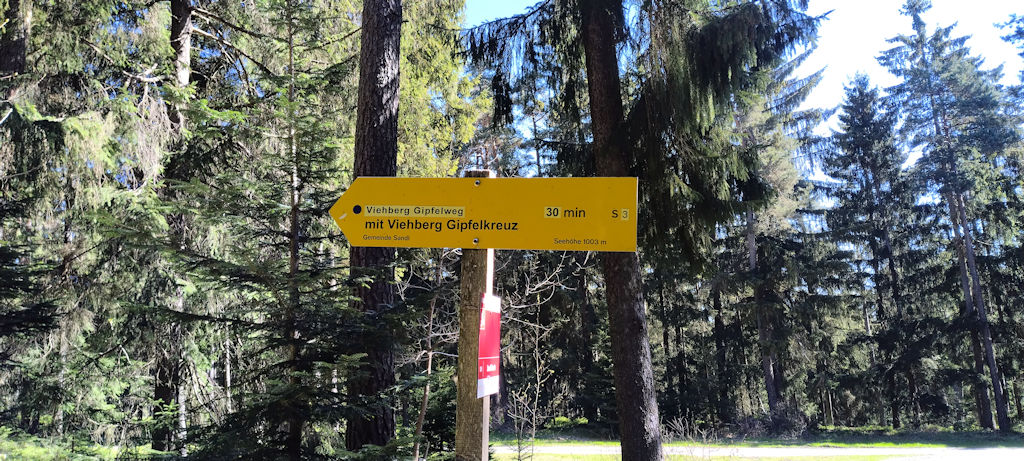 Viehberg Gipfelweg 30 min S 3
mit Viehberg Gipfelkreuz
Gemeinde Sandl Seehöhe 1003 m